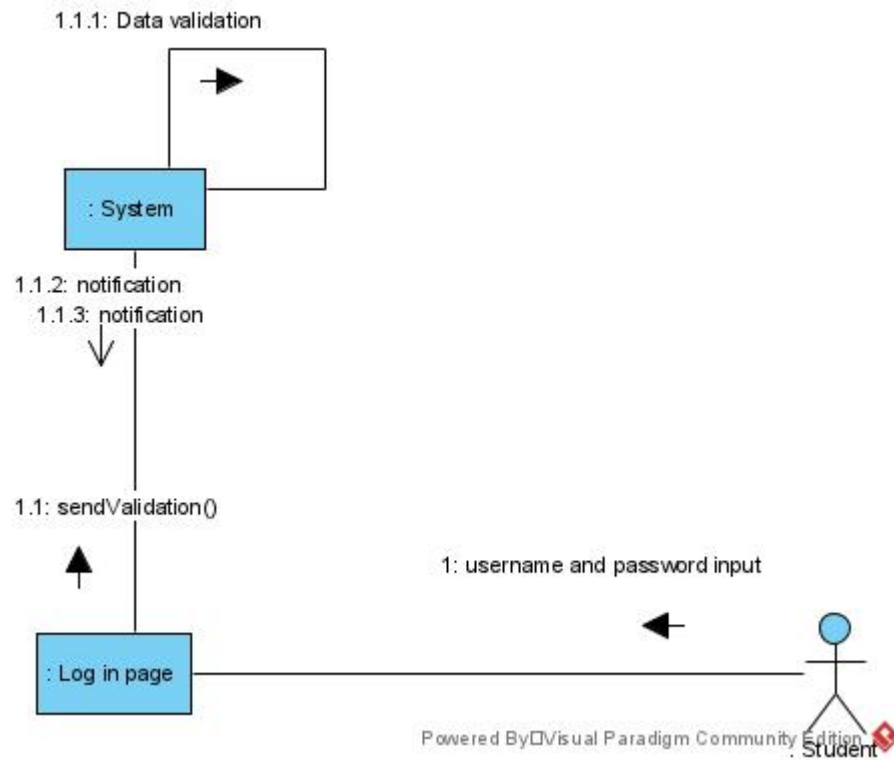 1.1.1: Data validation
: System
1.1.2: notification
1.1.3: notification
1.1: sendValidation()
1: username and password input
: Log in page
Powered By□Visual Paradigm Community Edition
: Student